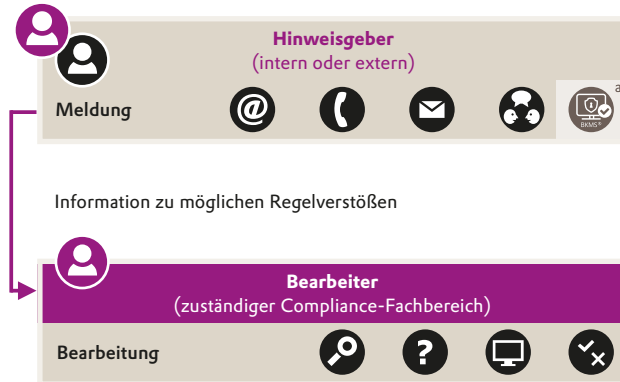 Hinweisgeber
(intern oder extern)
a
Meldung
@
BKMS®
Information zu möglichen Regelverstößen
Bearbeiter
(zuständiger Compliance-Fachbereich)
Bearbeitung
?